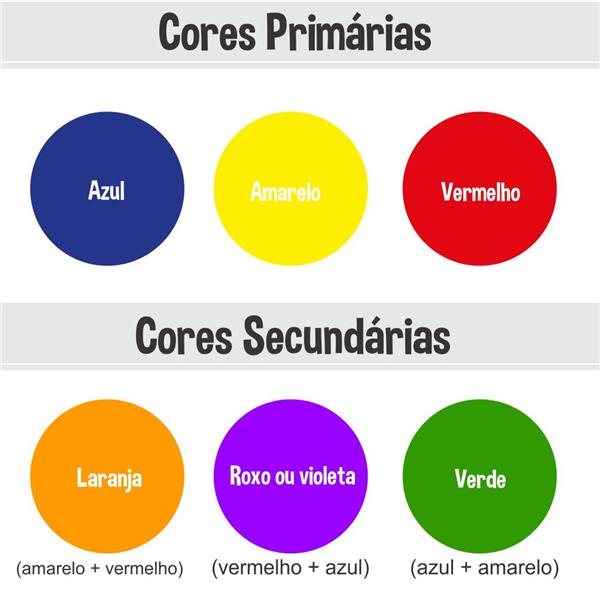 Cores Primárias
Azul
Amarelo
Vermelho
Cores Secundárias
Laranja
Roxo ou violeta
Verde
(amarelo + vermelho)
(vermelho + azul)
(azul + amarelo)